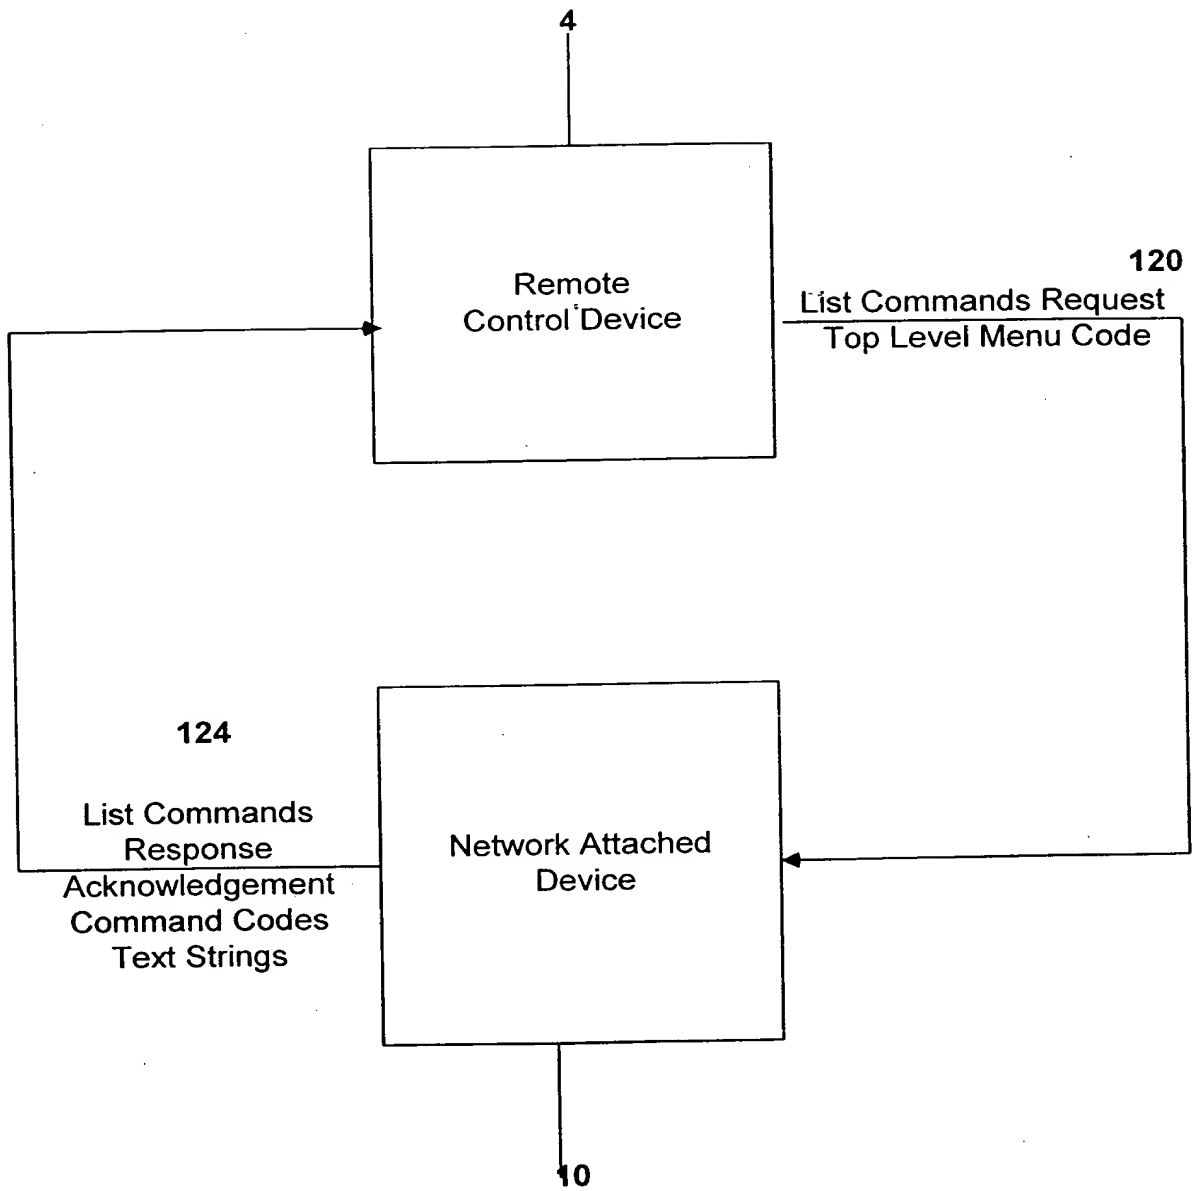 4
Remote
Control Device
120
List Commands Request
Top Level Menu Code
124
List Commands
Response
Acknowledgement
Command Codes
Text Strings
Network Attached
Device
10